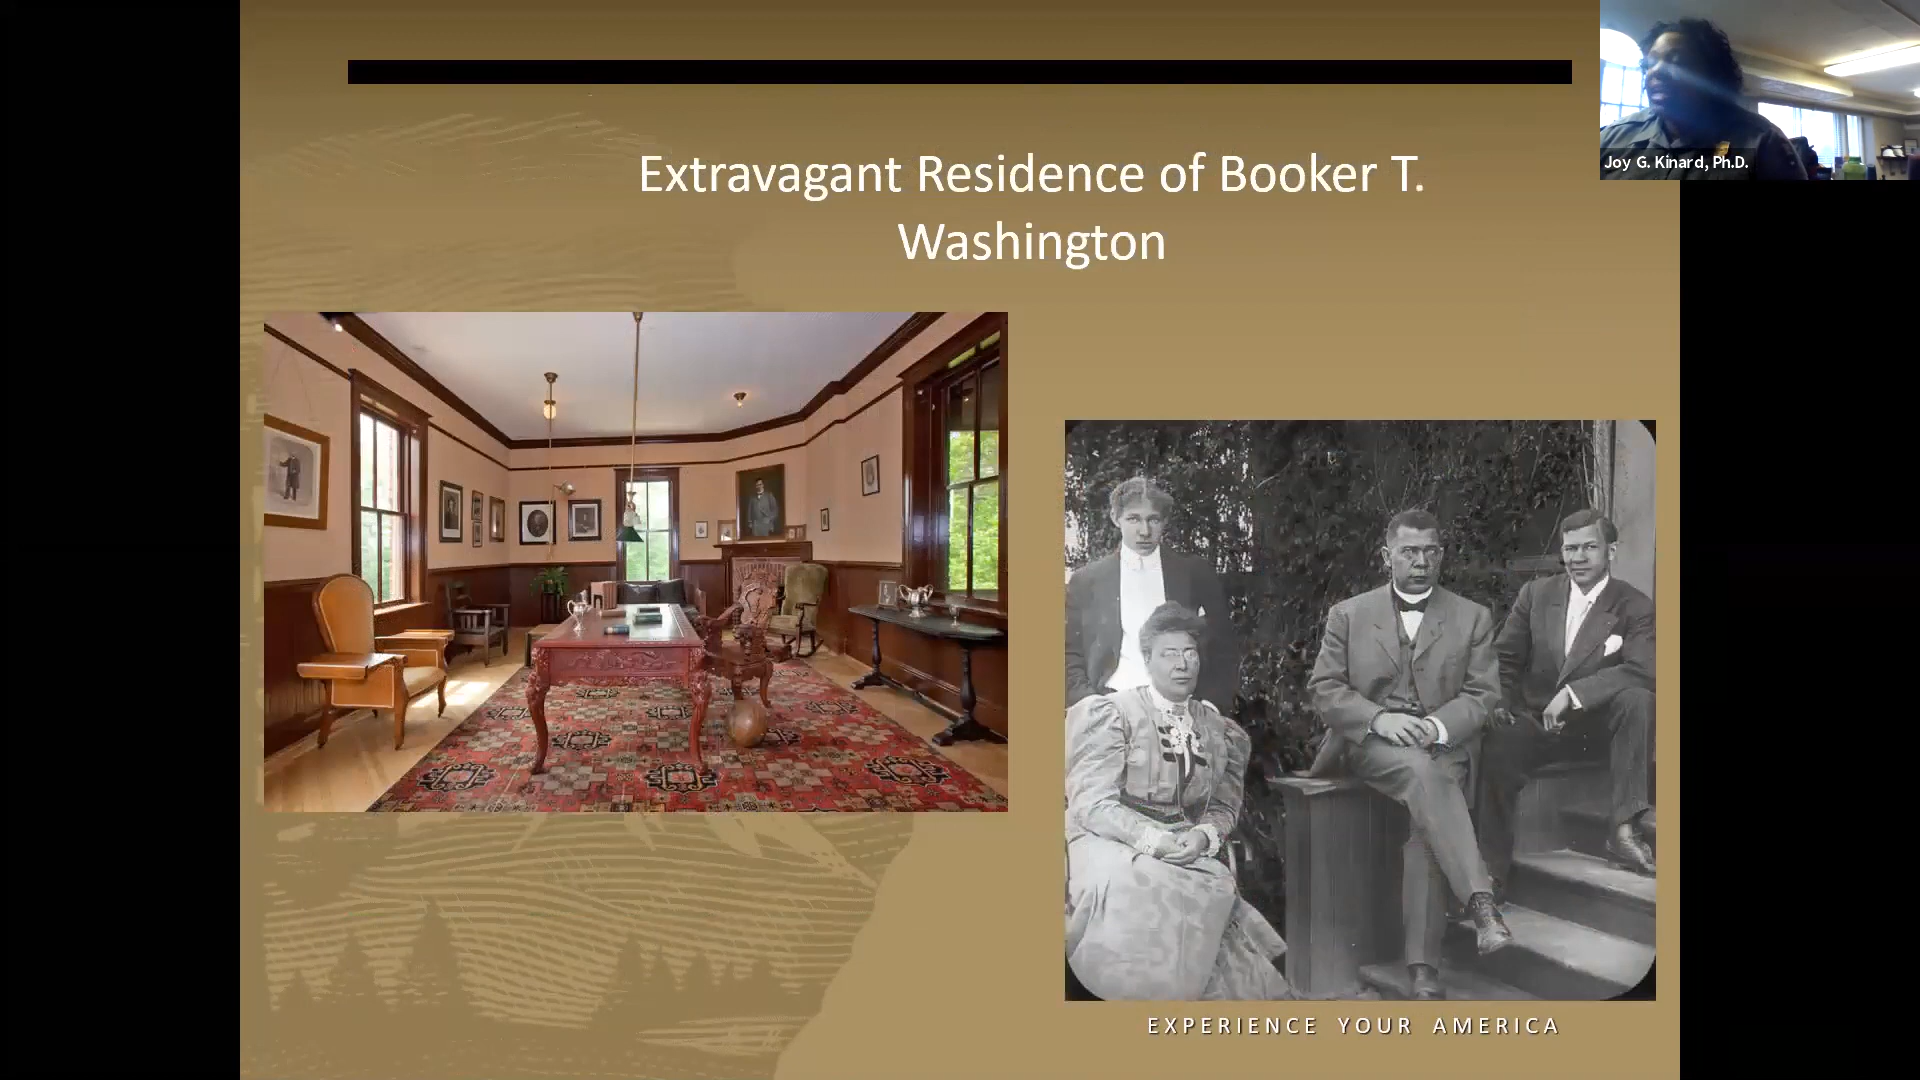 Extravagant Residence of Booker T.
Washington
Joy G. Kinard, Ph.D.
EXPERIENCE YOUR AMERICA